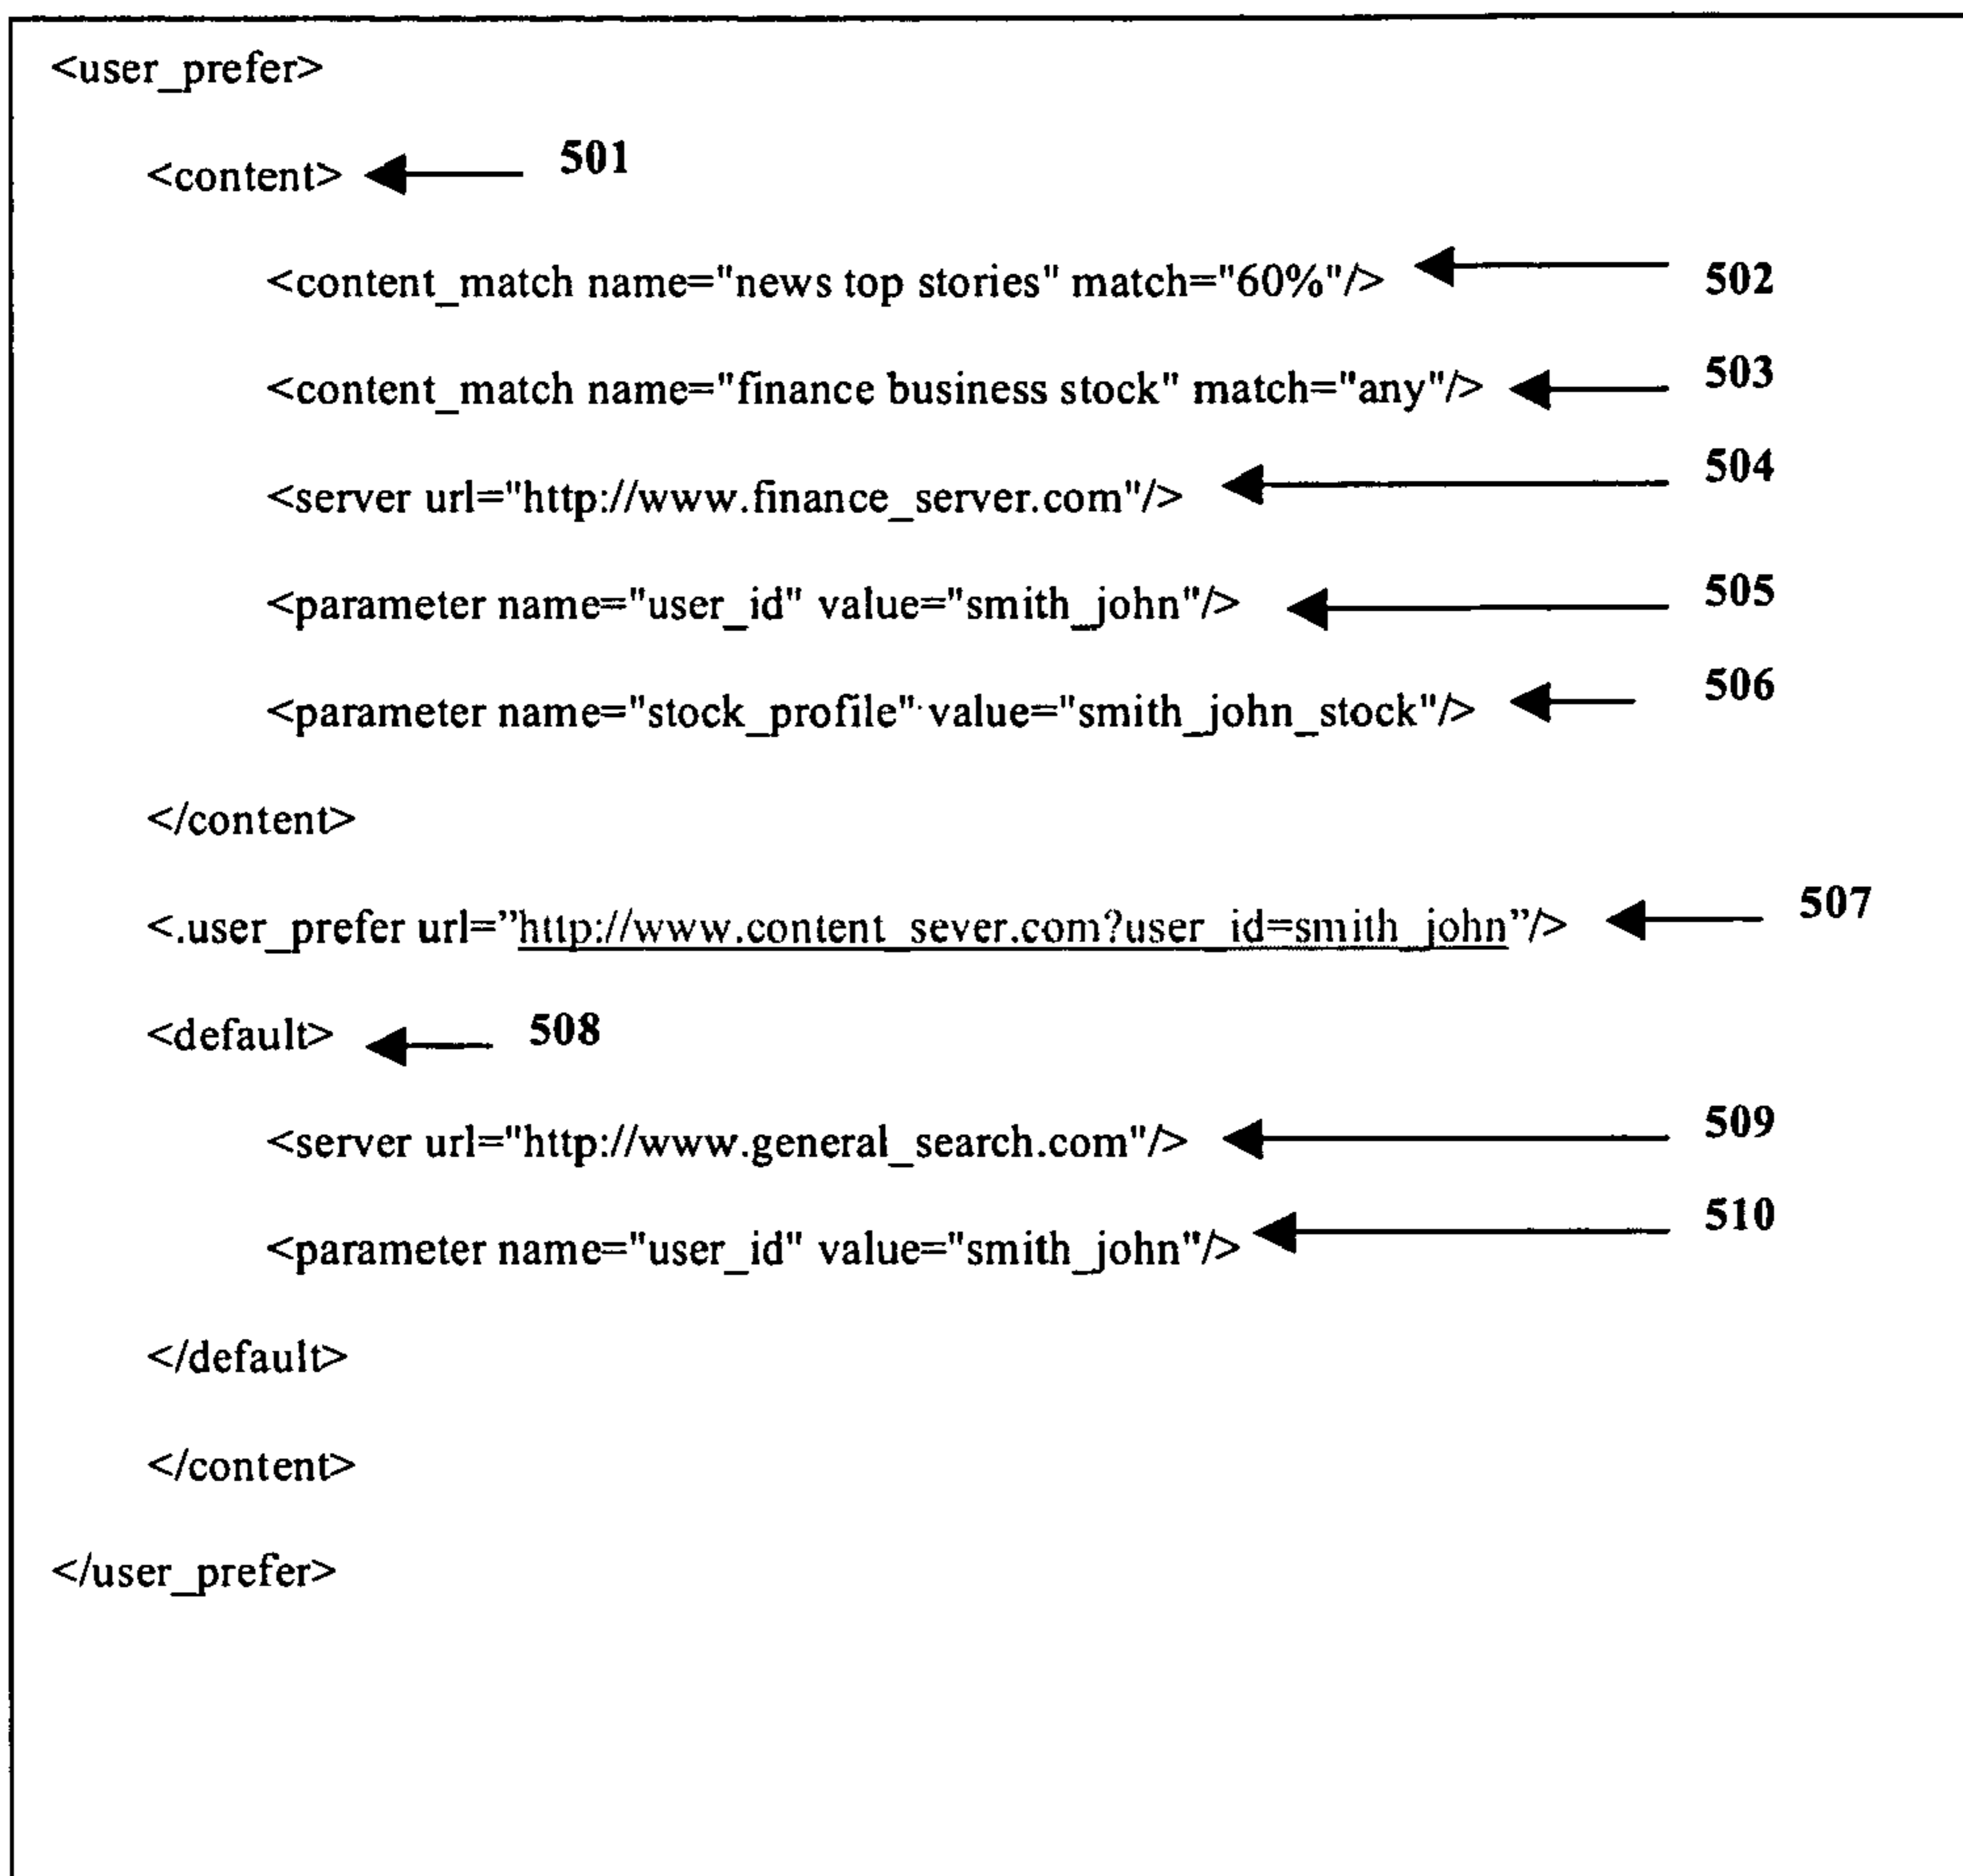 <user_prefer>
<content> 501
<content_match name="news top stories" match="60%"/> 502
<content_match name="finance business stock" match="any"/> 503
<server url="http://www.finance_server.com"/> 504
<parameter name="user_id" value="smith_john"/> 505
<parameter name="stock_profile" value="smith_john_stock"/> 506
</content>
<.user_prefer url=”http://www.content_sever.com?user_id=smith_john”/> 507
<default> 508
<server url="http://www.general_search.com"/> 509
<parameter name="user_id" value="smith_john"/> 510
</default>
</content>
</user_prefer>